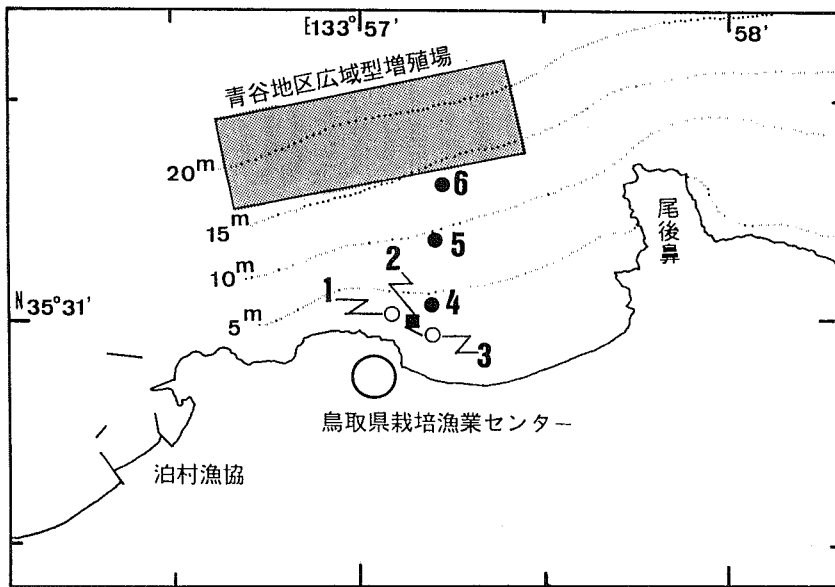 E133°57'
58'
青谷地区広域型増殖場
20m
15m
10m
5m
N35°31'
6
5
4
2
1
3
尾後鼻
鳥取県栽培漁業センター
泊村漁協